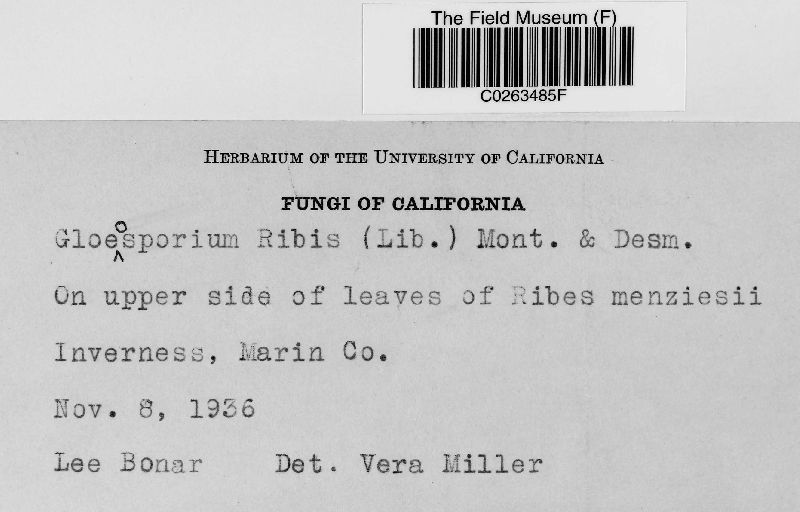 The Field Museum (F)
C0263485F
HERBARIUM OF THE UNIVERSITY OF CALIFORNIA
FUNGI OF CALIFORNIA
Gloeosporium Ribis (Lib.) Mont. & Desm.
On upper side of leaves of Ribes menziesii
Inverness, Marin Co.
Nov. 8, 1936
Lee Bonar Det. Vera Miller